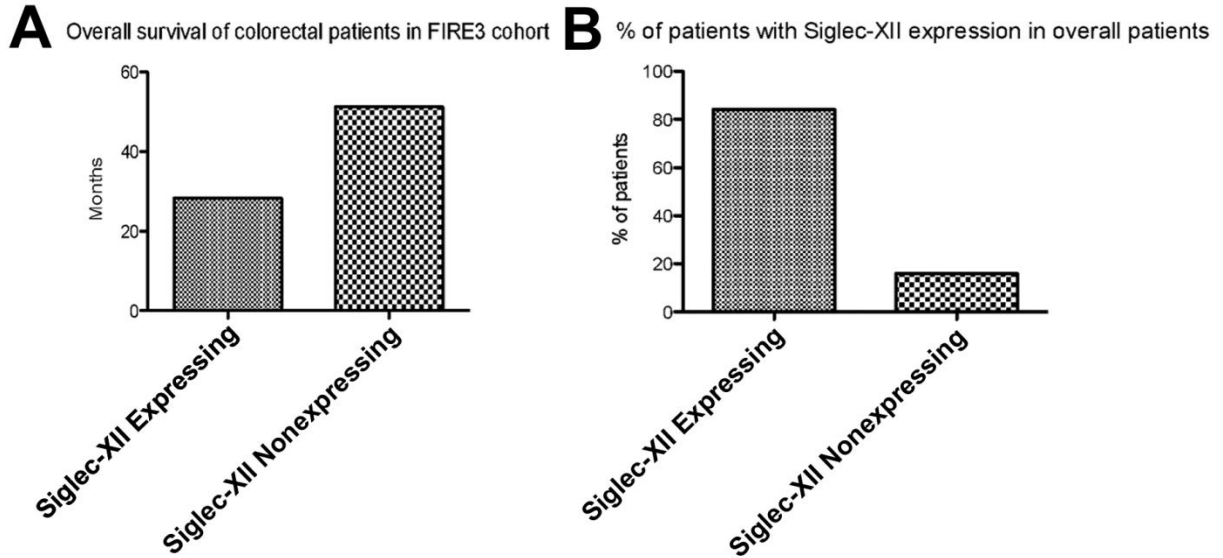 A Overall survival of colorectal patients in FIRE3 cohort
60
40
20
0
Months
Siglec-XII Expressing
Siglec-XII Nonexpressing
B % of patients with Siglec-XII expression in overall patients
100
80
60
40
20
0
% of patients
Siglec-XII Expressing
Siglec-XII Nonexpressing